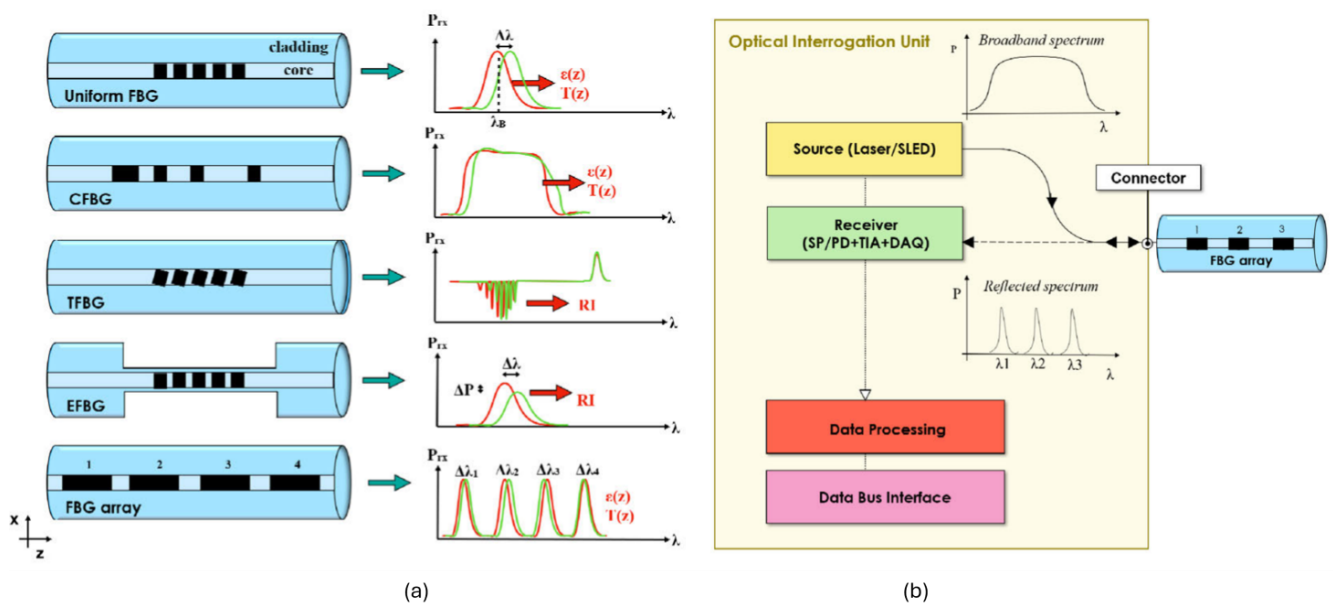 cladding
core
Uniform FBG
Prx
Δλ
ε(z)
T(z)
λB
λ
CFBG
Prx
ε(z)
T(z)
λ
TFBG
Prx
RI
λ
EFBG
Prx
Δλ
ΔP
RI
λ
1 2 3 4
FBG array
Prx
Δλ1 Δλ2 Δλ3 Δλ4
ε(z)
T(z)
λ
x
z
(a)
Optical Interrogation Unit
Broadband spectrum
P
λ
Source (Laser/SLED)
Connector
Receiver
(SP/PD+TIA+DAQ)
1 2 3
FBG array
Reflected spectrum
P
λ1 λ2 λ3
λ
Data Processing
Data Bus Interface
(b)